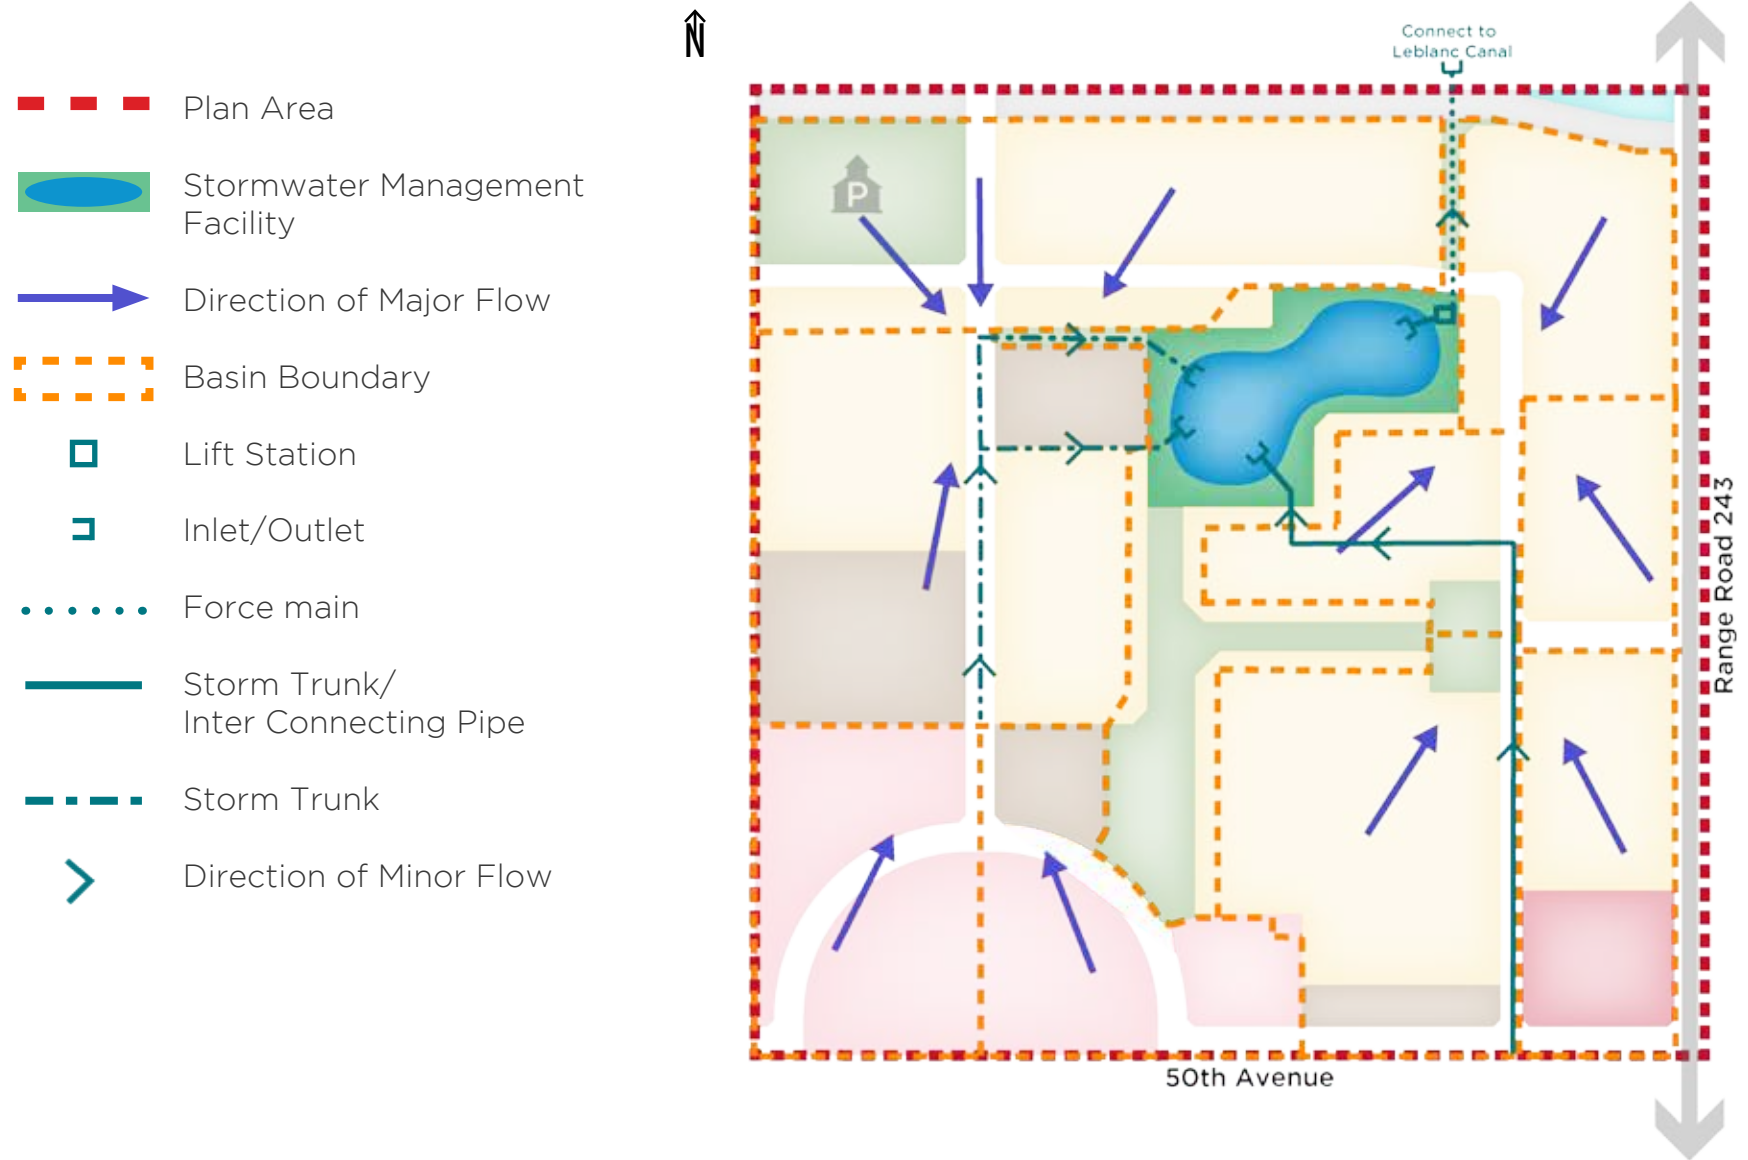 N
Connect to
Leblanc Canal
Plan Area
Stormwater Management
Facility
Direction of Major Flow
Basin Boundary
Lift Station
Inlet/Outlet
Force main
Storm Trunk/
Inter Connecting Pipe
Storm Trunk
Direction of Minor Flow
P
Range Road 243
50th Avenue